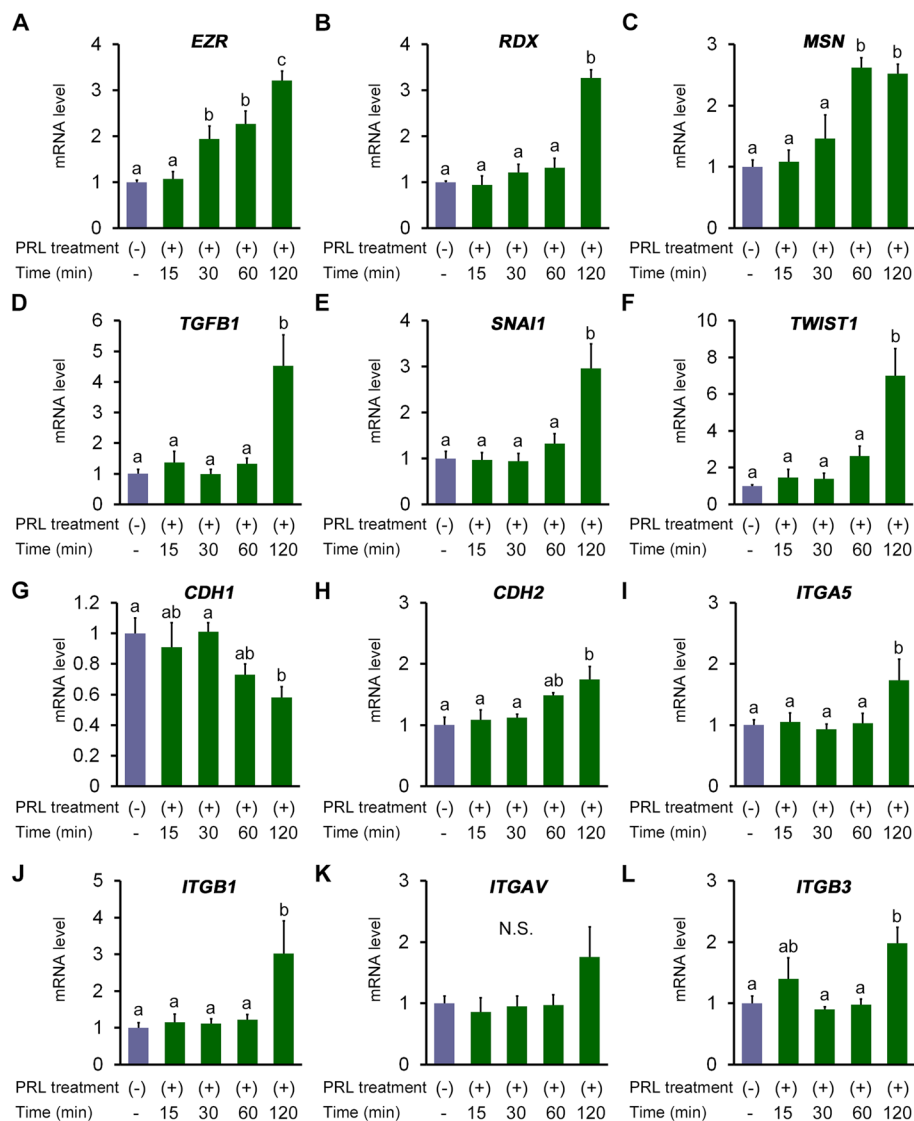 A B C
EZR RDX MSN
4 4 3
c b b b
3 3
b b 2
mRNA level 2 mRNA level 2 mRNA level a
a a a a a a a a
1 1 1
0 0 0
PRL treatment (-) (+) (+) (+) (+) PRL treatment (-) (+) (+) (+) (+) PRL treatment (-) (+) (+) (+) (+)
Time (min) - 15 30 60 120 Time (min) - 15 30 60 120 Time (min) - 15 30 60 120
D E F
TGFB1 SNAI1 TWIST1
6 b 4 b 10 b
5 8
4 3
mRNA level 3 mRNA level 2 mRNA level 6
2 a a a a a a a a 4 a a a a
1 1 2
0 0 0
PRL treatment (-) (+) (+) (+) (+) PRL treatment (-) (+) (+) (+) (+) PRL treatment (-) (+) (+) (+) (+)
Time (min) - 15 30 60 120 Time (min) - 15 30 60 120 Time (min) - 15 30 60 120
G H I
CDH1 CDH2 ITGA5
1.2 a ab a 3 3
1 ab b b
0.8 b 2 ab 2
mRNA level 0.6 mRNA level a a a mRNA level a a a a
0.4 1 1
0.2
0 0 0
PRL treatment (-) (+) (+) (+) (+) PRL treatment (-) (+) (+) (+) (+) PRL treatment (-) (+) (+) (+) (+)
Time (min) - 15 30 60 120 Time (min) - 15 30 60 120 Time (min) - 15 30 60 120
J K L
ITGB1 ITGAV ITGB3
5 3 3
4 b N.S. b
3 2 2 ab
mRNA level 2 mRNA level mRNA level
a a a a a a a
1 1 1
0 0 0
PRL treatment (-) (+) (+) (+) (+) PRL treatment (-) (+) (+) (+) (+) PRL treatment (-) (+) (+) (+) (+)
Time (min) - 15 30 60 120 Time (min) - 15 30 60 120 Time (min) - 15 30 60 120